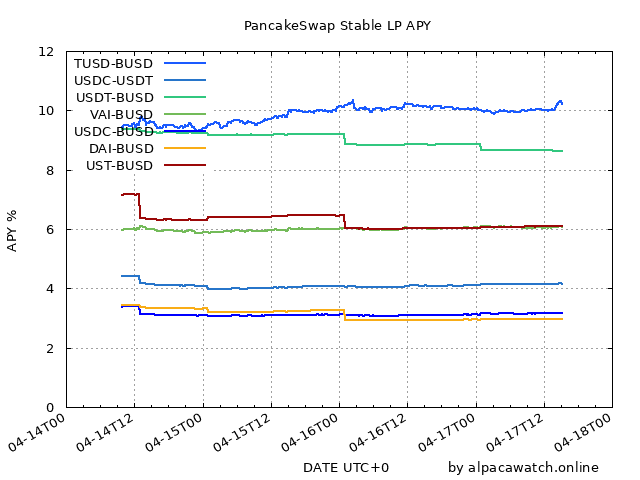 PancakeSwap Stable LP APY
12
10
8
6
4
2
0
APY %
TUSD-BUSD
USDC-USDT
USDT-BUSD
VAI-BUSD
USDC-BUSD
DAI-BUSD
UST-BUSD
04-14T00
04-14T12
04-15T00
04-15T12
04-16T00
04-16T12
04-17T00
04-17T12
04-18T00
DATE UTC+0
by alpacawatch.online